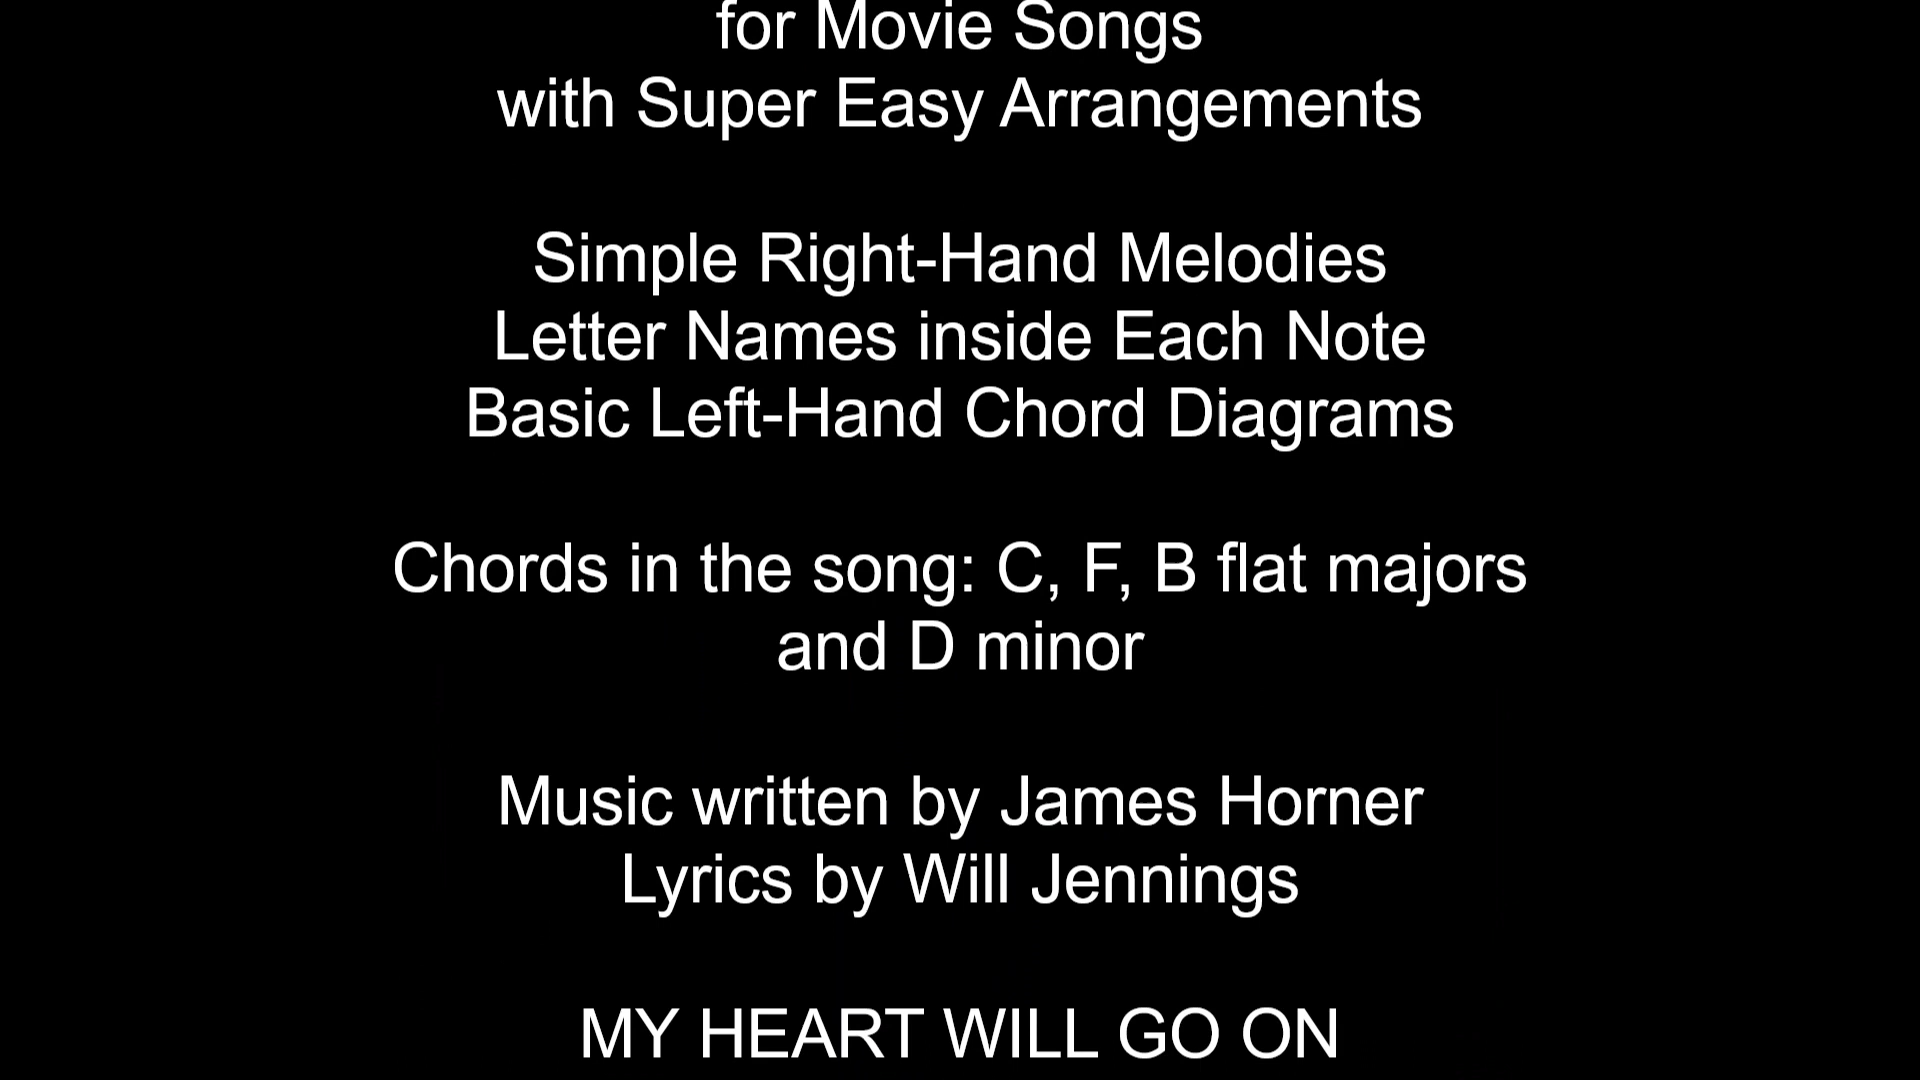 for Movie Songs
with Super Easy Arrangements
Simple Right-Hand Melodies
Letter Names inside Each Note
Basic Left-Hand Chord Diagrams
Chords in the song: C, F, B flat majors
and D minor
Music written by James Horner
Lyrics by Will Jennings
MY HEART WILL GO ON